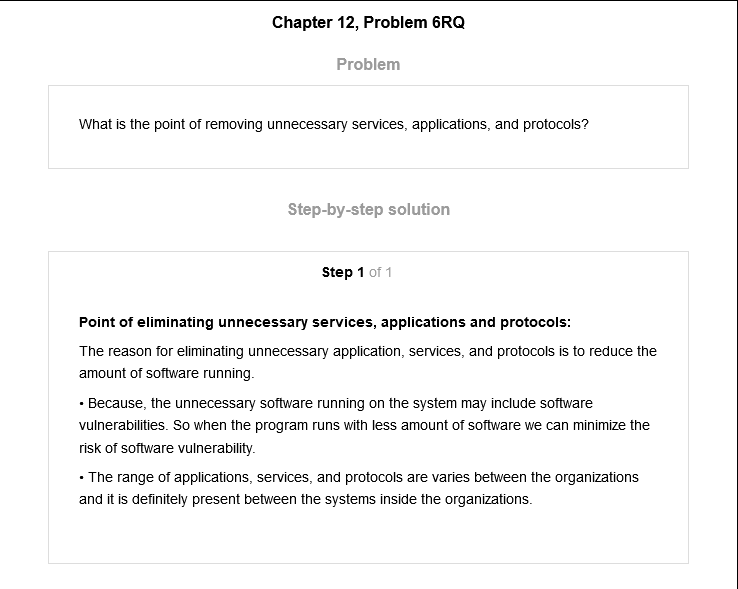 Chapter 12, Problem 6RQ
Problem
What is the point of removing unnecessary services, applications, and protocols?
Step-by-step solution
Step 1 of 1
Point of eliminating unnecessary services, applications and protocols:
The reason for eliminating unnecessary application, services, and protocols is to reduce the
amount of software running.
• Because, the unnecessary software running on the system may include software
vulnerabilities. So when the program runs with less amount of software we can minimize the
risk of software vulnerability.
• The range of applications, services, and protocols are varies between the organizations
and it is definitely present between the systems inside the organizations.